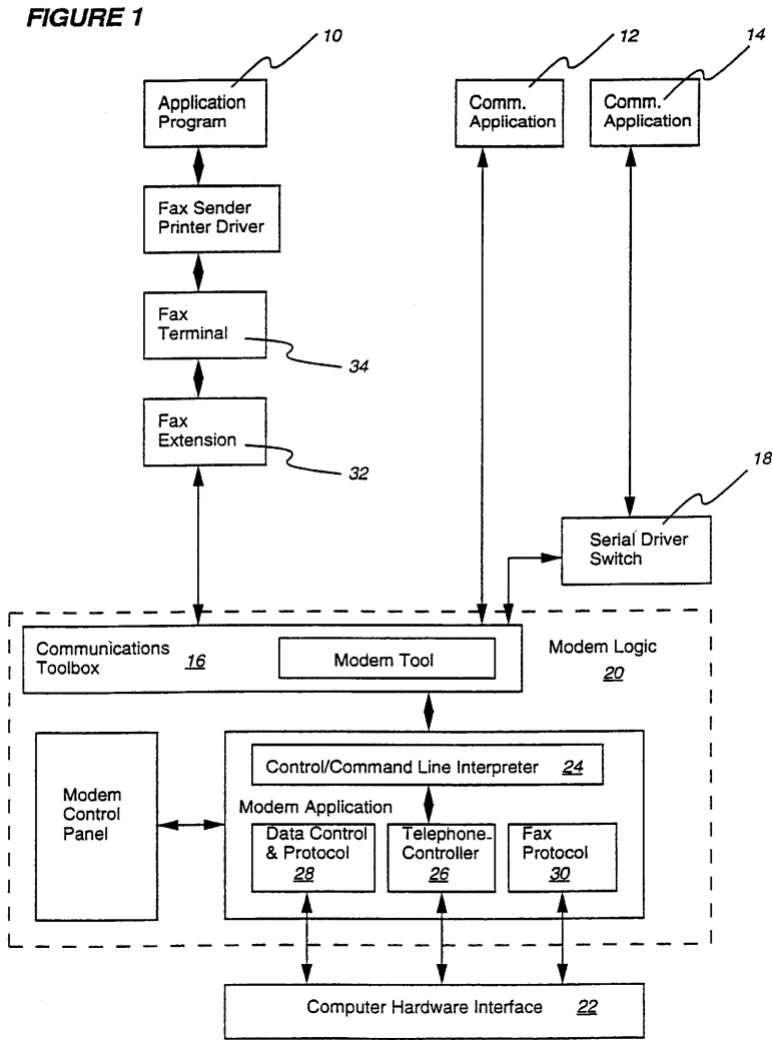 FIGURE 1
10
12
14
Application
Program
Comm.
Application
Comm.
Application
Fax Sender
Printer Driver
Fax
Terminal
34
Fax
Extension
32
18
Serial Driver
Switch
Communications
Toolbox
16
Modem Tool
Modem Logic
20
Modem
Control
Panel
Control/Command Line Interpreter 24
Modem Application
Data Control
& Protocol
28
Telephone
Controller
26
Fax
Protocol
30
Computer Hardware Interface 22